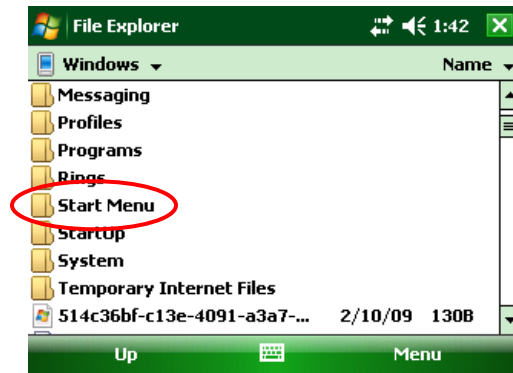 File Explorer 1:42
Windows Name
Messaging
Profiles
Programs
Rings
Start Menu
StartUp
System
Temporary Internet Files
514c36bf-c13e-4091-a3a7-... 2/10/09 130B
Up Menu